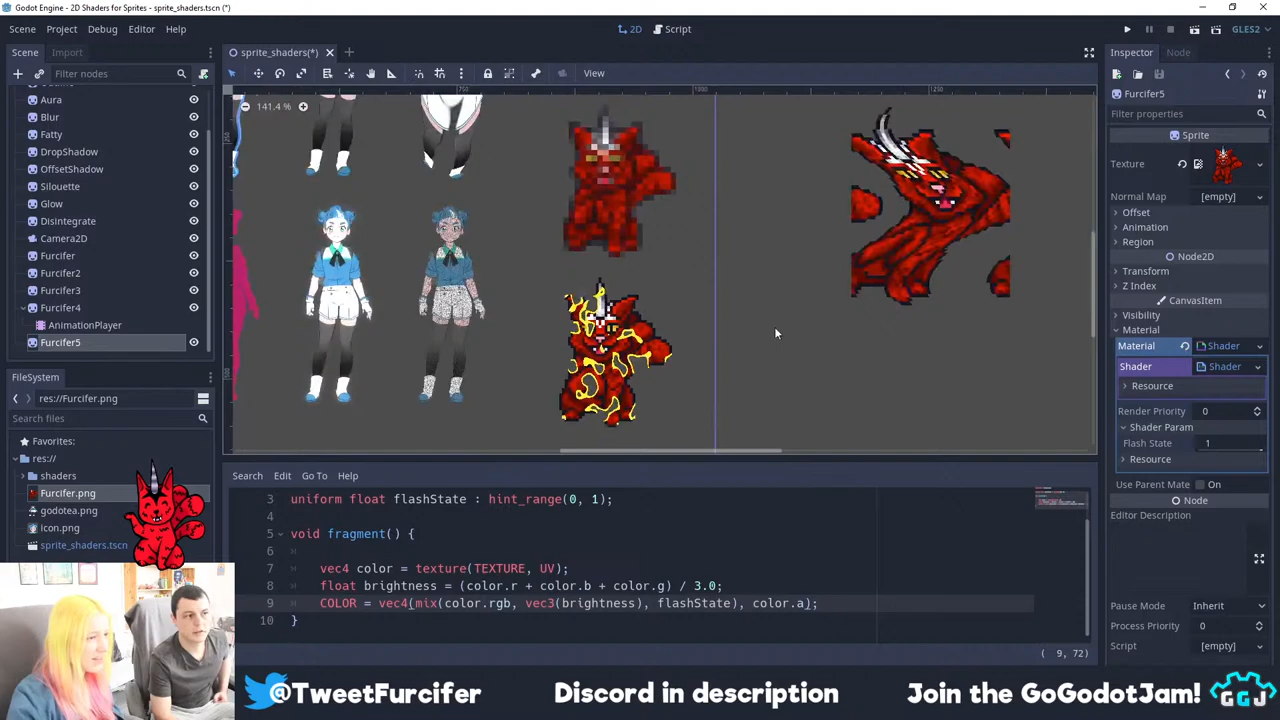 Godot Engine - 2D Shaders for Sprites - sprite_shaders.tscn (*)
Scene Project Debug Editor Help
2D Script
GLES2
Scene Import
Filter nodes
Aura
Blur
Fatty
DropShadow
OffsetShadow
Silouette
Glow
Disintegrate
Camera2D
Furcifer
Furcifer2
Furcifer3
Furcifer4
AnimationPlayer
Furcifer5
FileSystem
res://Furcifer.png
Search files
Favorites:
res://
shaders
Furcifer.png
godotea.png
icon.png
sprite_shaders.tscn
sprite_shaders(*)
View
141.4 %
750
1000
1250
250
500
Search Edit Go To Help
3 uniform float flashState : hint_range(0, 1);
4
5 void fragment() {
6
7 vec4 color = texture(TEXTURE, UV);
8 float brightness = (color.r + color.b + color.g) / 3.0;
9 COLOR = vec4(mix(color.rgb, vec3(brightness), flashState), color.a);
10 }
( 9, 72)
Inspector Node
Furcifer5
Filter properties
Sprite
Texture
Normal Map [empty]
Offset
Animation
Region
Node2D
Transform
Z Index
CanvasItem
Visibility
Material
Material Shader
Shader Shader
Resource
Render Priority 0
Shader Param
Flash State 1
Resource
Use Parent Mate On
Node
Editor Description
Pause Mode Inherit
Process Priority 0
Script [empty]
@TweetFurcifer
Discord in description
Join the GoGodotJam!
GGJ